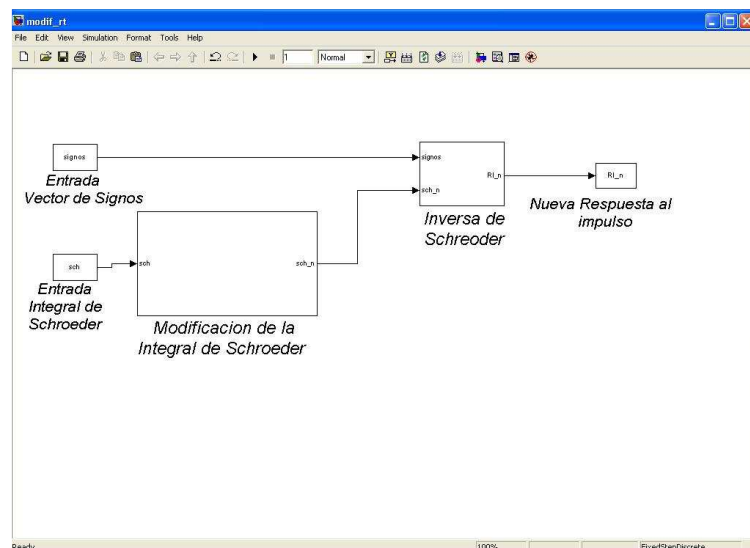 modif_rt
File Edit View Simulation Format Tools Help
1 Normal
signos
Entrada
Vector de Signos
signos
sch_n
RI_n
Inversa de
Schreoder
RI_n
Nueva Respuesta al
impulso
sch
Entrada
Integral de
Schroeder
sch
sch_n
Modificacion de la
Integral de Schroeder
Ready 100% FixedStepDiscrete